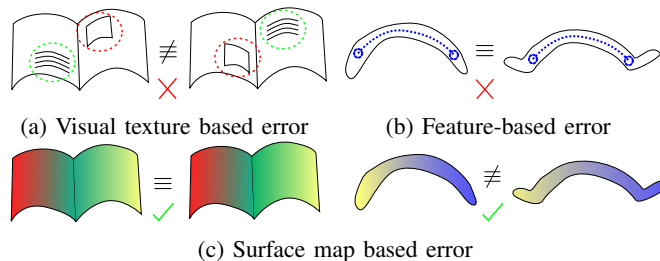 ≢ ≡
(a) Visual texture based error (b) Feature-based error
≡ ≢
(c) Surface map based error